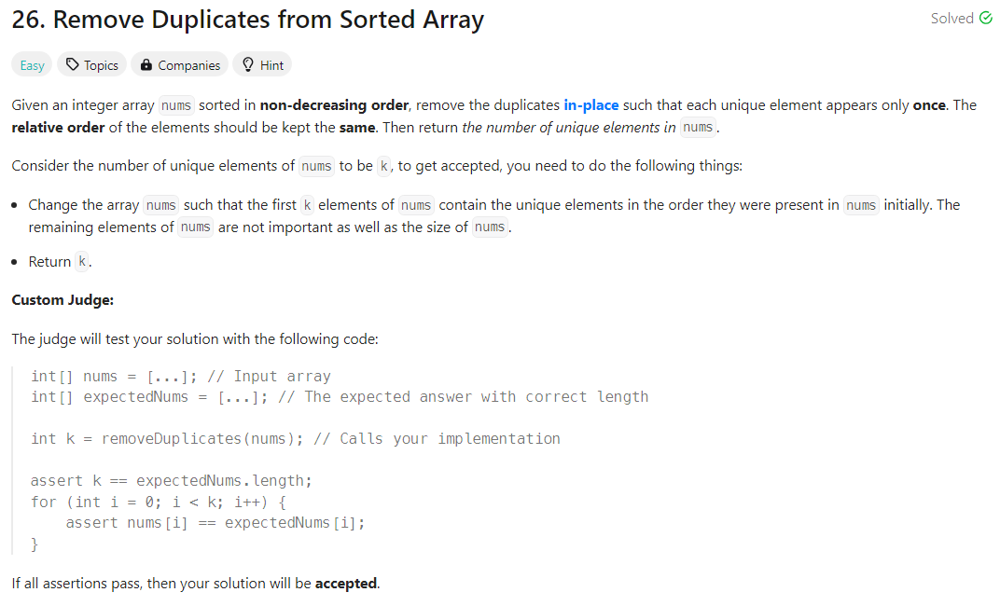 26. Remove Duplicates from Sorted Array
Solved
Easy Topics Companies Hint
Given an integer array nums sorted in non-decreasing order, remove the duplicates in-place such that each unique element appears only once. The
relative order of the elements should be kept the same. Then return the number of unique elements in nums.
Consider the number of unique elements of nums to be k, to get accepted, you need to do the following things:
• Change the array nums such that the first k elements of nums contain the unique elements in the order they were present in nums initially. The
remaining elements of nums are not important as well as the size of nums.
• Return k.
Custom Judge:
The judge will test your solution with the following code:
int[] nums = [...]; // Input array
int[] expectedNums = [...]; // The expected answer with correct length
int k = removeDuplicates(nums); // Calls your implementation
assert k == expectedNums.length;
for (int i = 0; i < k; i++) {
    assert nums[i] == expectedNums[i];
}
If all assertions pass, then your solution will be accepted.